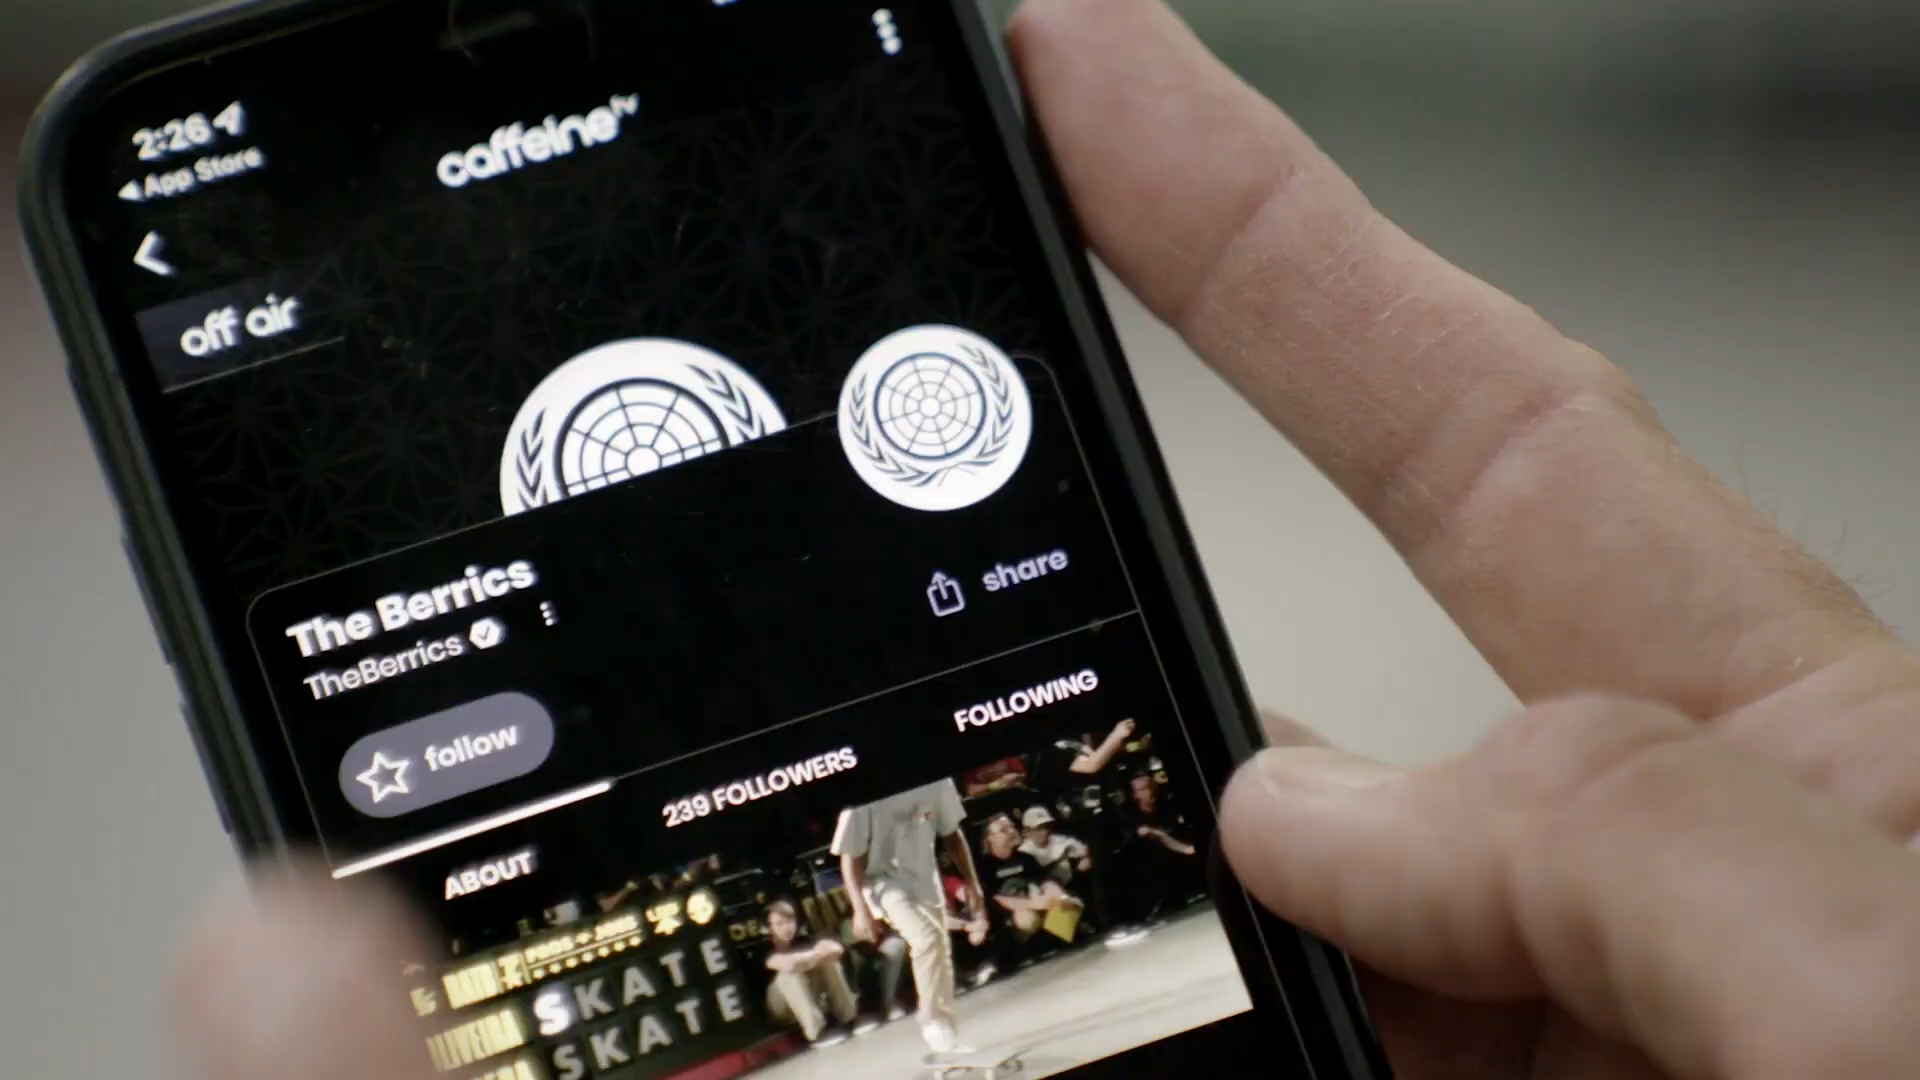 2:26
App Store
caffeine tv
off air
The Berrics
TheBerrics
share
follow
ABOUT
239 FOLLOWERS
FOLLOWING
SKATE
SKATE